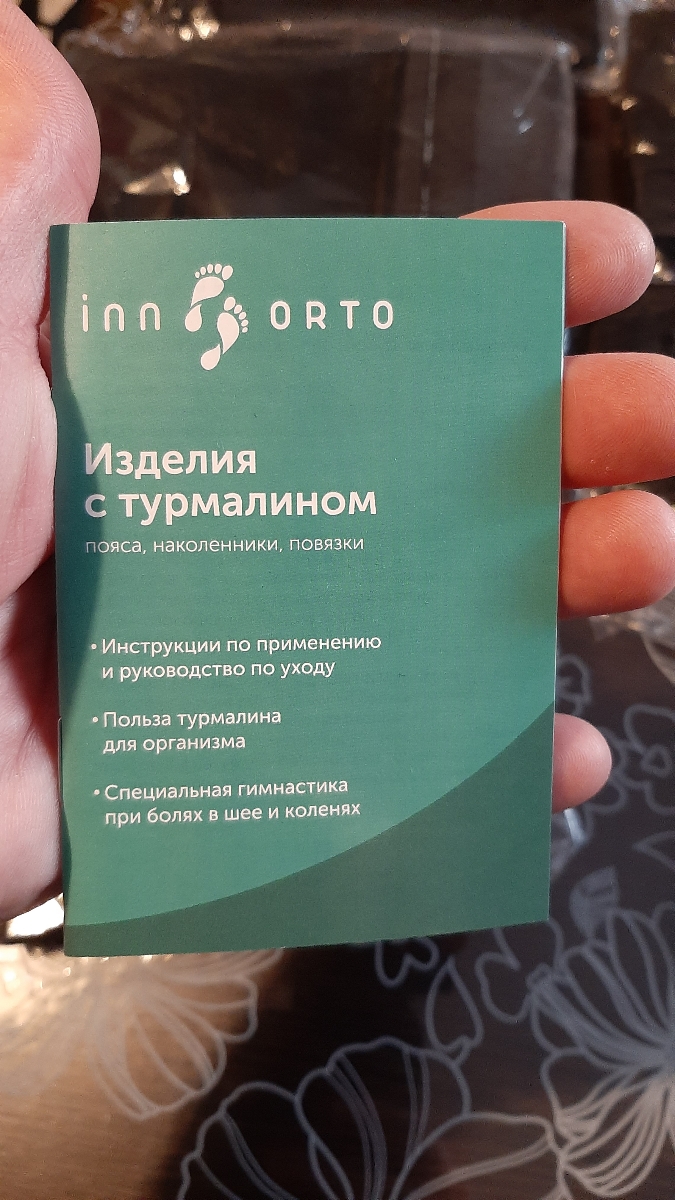 inn ORTO
Изделия
с турмалином
пояса, наколенники, повязки
• Инструкции по применению
и руководство по уходу
• Польза турмалина
для организма
• Специальная гимнастика
при болях в шее и коленях